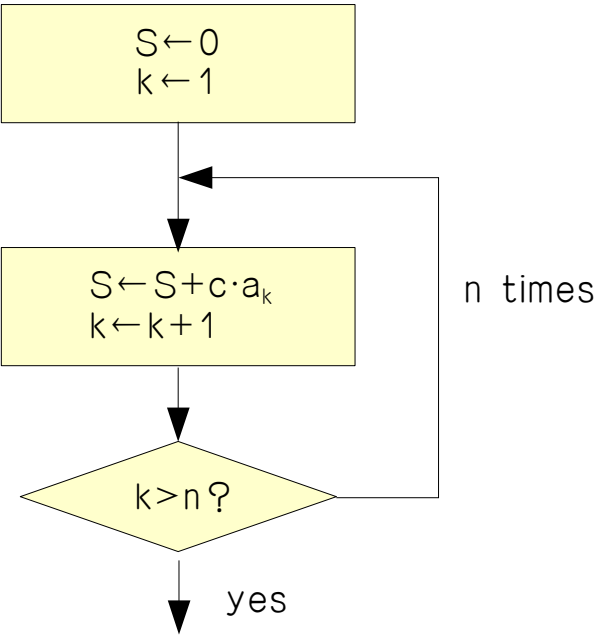 S←0
k←1
S←S+c·aₖ
k←k+1
n times
k>n?
yes